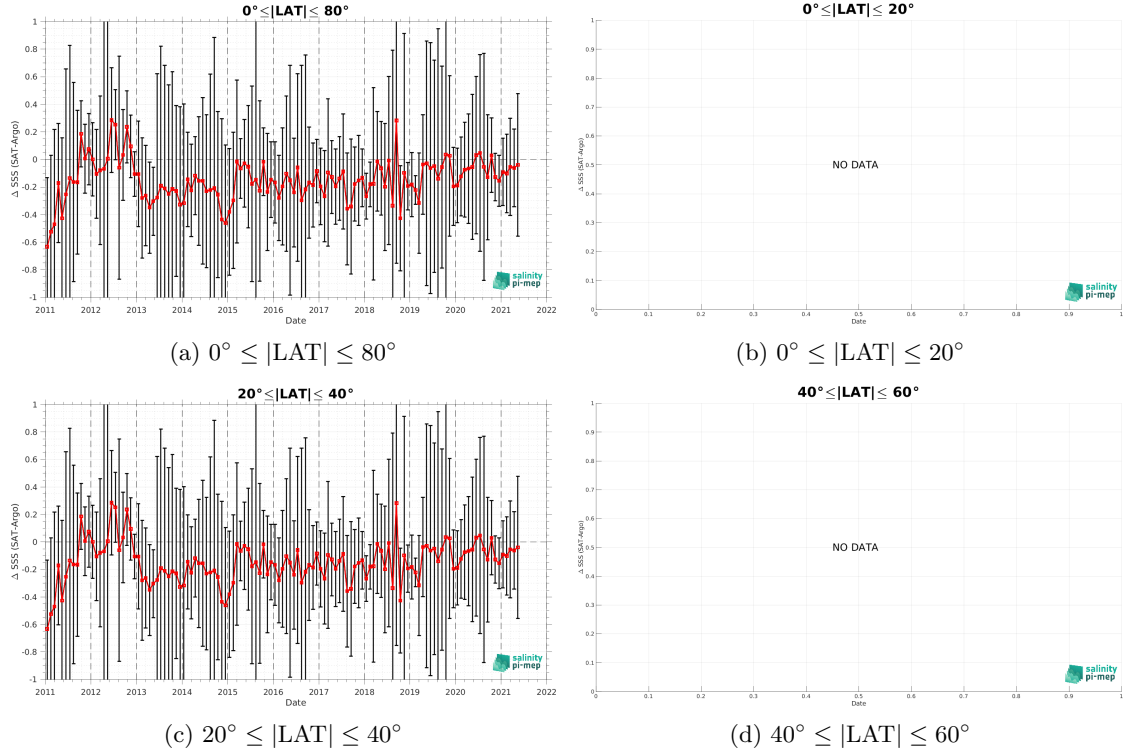 0°≤|LAT|≤ 80°
Δ SSS (SAT-Argo)
1
0.8
0.6
0.4
0.2
0
-0.2
-0.4
-0.6
-0.8
-1
2011 2012 2013 2014 2015 2016 2017 2018 2019 2020 2021 2022
Date
salinity
pi-mep
(a) 0° ≤ |LAT| ≤ 80°
0°≤|LAT|≤ 20°
Δ SSS (SAT-Argo)
1
0.9
0.8
0.7
0.6
0.5
0.4
0.3
0.2
0.1
0
NO DATA
0 0.1 0.2 0.3 0.4 0.5 0.6 0.7 0.8 0.9 1
Date
salinity
pi-mep
(b) 0° ≤ |LAT| ≤ 20°
20°≤|LAT|≤ 40°
Δ SSS (SAT-Argo)
1
0.8
0.6
0.4
0.2
0
-0.2
-0.4
-0.6
-0.8
-1
2011 2012 2013 2014 2015 2016 2017 2018 2019 2020 2021 2022
Date
salinity
pi-mep
(c) 20° ≤ |LAT| ≤ 40°
40°≤|LAT|≤ 60°
Δ SSS (SAT-Argo)
1
0.9
0.8
0.7
0.6
0.5
0.4
0.3
0.2
0.1
0
NO DATA
0 0.1 0.2 0.3 0.4 0.5 0.6 0.7 0.8 0.9 1
Date
salinity
pi-mep
(d) 40° ≤ |LAT| ≤ 60°